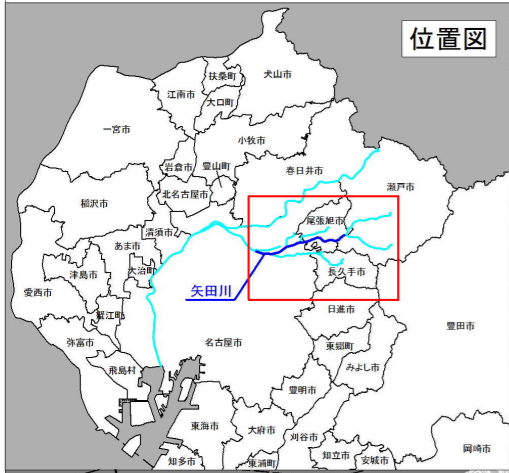 位置図
扶桑町
犬山市
江南市
大口町
一宮市
小牧市
岩倉市
豊山町
春日井市
瀬戸市
北名古屋市
稲沢市
尾張旭市
清須市
あま市
津島市
大治町
長久手市
愛西市
矢田川
蟹江町
日進市
豊田市
弥富市
名古屋市
東郷町
飛島村
みよし市
豊明市
東海市
大府市
刈谷市
岡崎市
知立市
知多市
東浦町
安城市